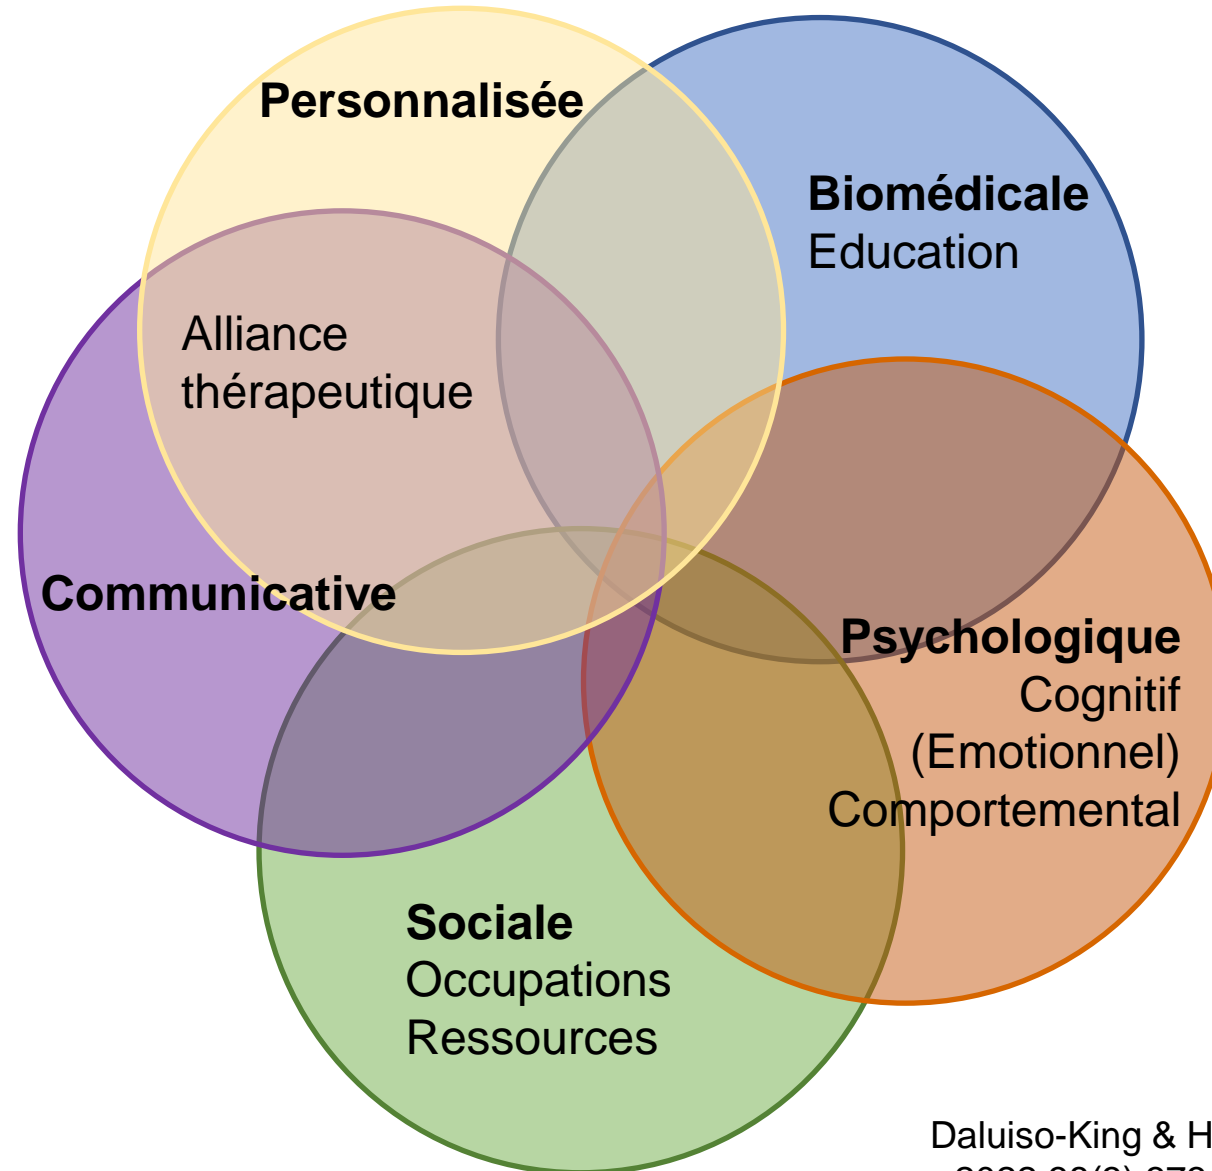 Personnalisée
Biomédicale
Education
Alliance
thérapeutique
Communicative
Psychologique
Cognitif
(Emotionnel)
Comportemental
Sociale
Occupations
Ressources
Daluiso-King & H